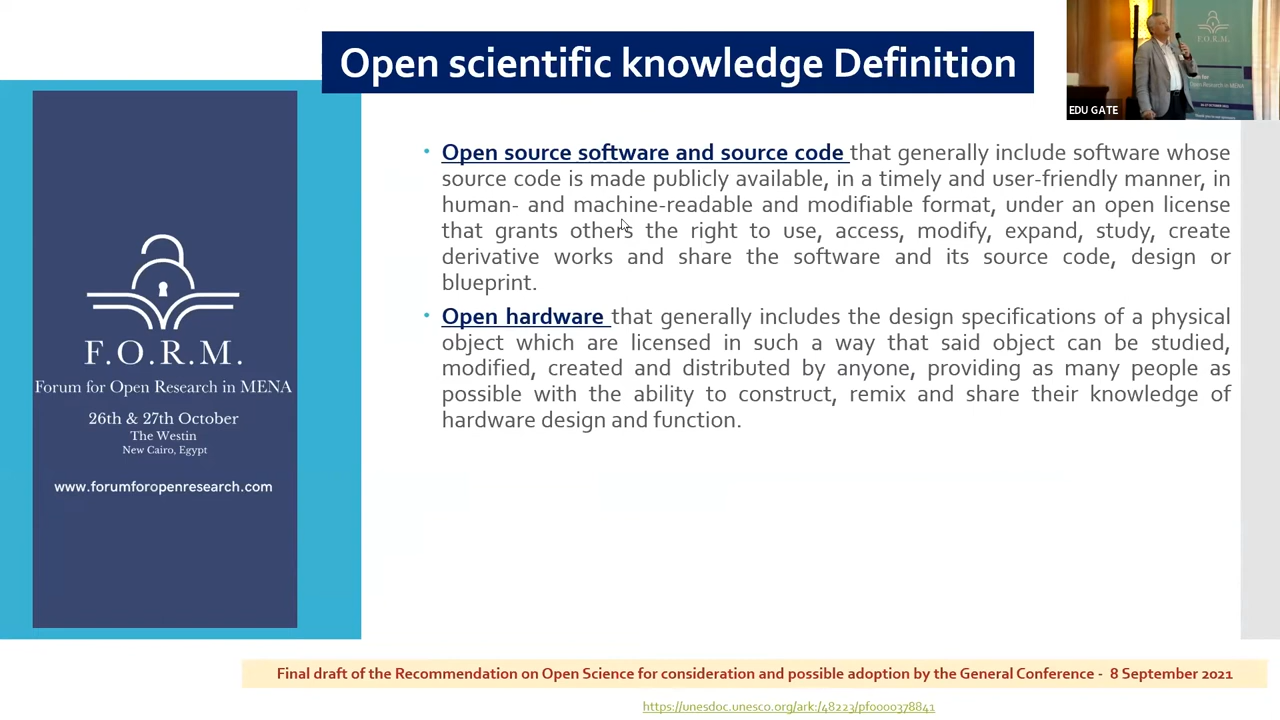 Open scientific knowledge Definition
EDU GATE
F.O.R.M.
Open Research in MENA
• Open source software and source code that generally include software whose
source code is made publicly available, in a timely and user-friendly manner, in
human- and machine-readable and modifiable format, under an open license
that grants others the right to use, access, modify, expand, study, create
derivative works and share the software and its source code, design or
blueprint.
• Open hardware that generally includes the design specifications of a physical
object which are licensed in such a way that said object can be studied,
modified, created and distributed by anyone, providing as many people as
possible with the ability to construct, remix and share their knowledge of
hardware design and function.
F.O.R.M.
Forum for Open Research in MENA
26th & 27th October
The Westin
New Cairo, Egypt
www.forumforopenresearch.com
Final draft of the Recommendation on Open Science for consideration and possible adoption by the General Conference - 8 September 2021
https://unesdoc.unesco.org/ark:/48223/pf0000378841